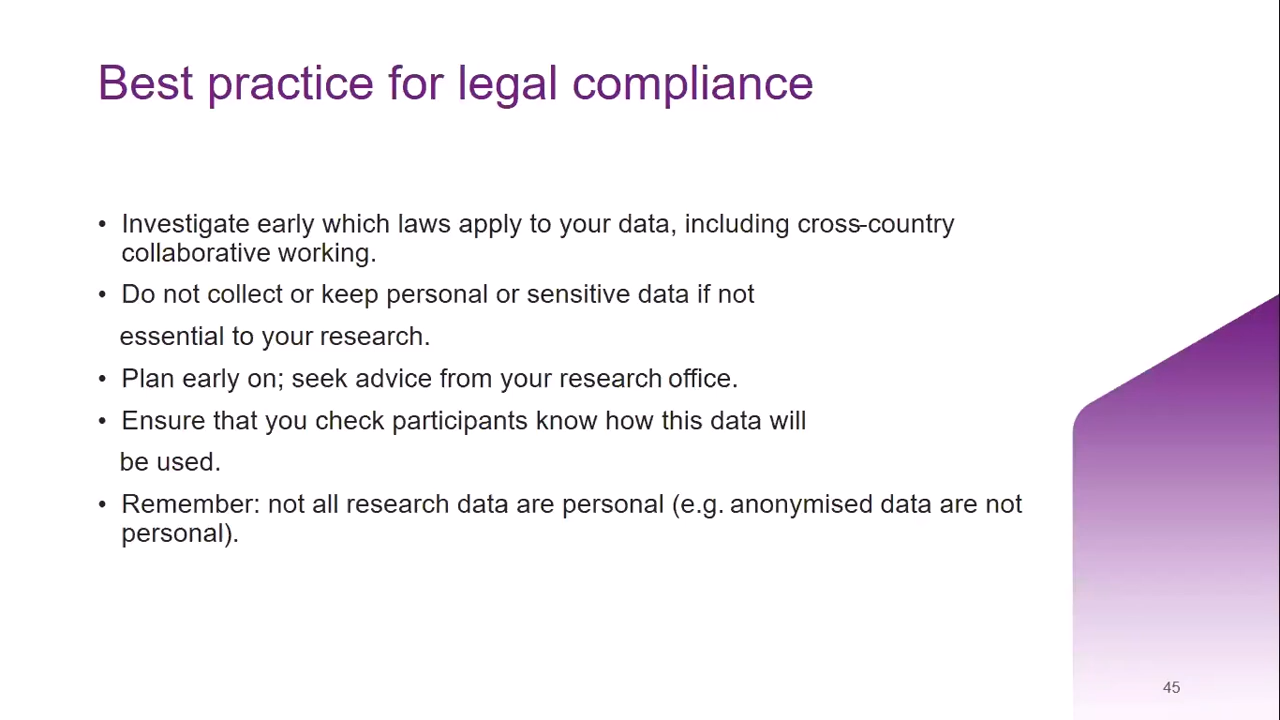 Best practice for legal compliance
• Investigate early which laws apply to your data, including cross-country
collaborative working.
• Do not collect or keep personal or sensitive data if not
essential to your research.
• Plan early on; seek advice from your research office.
• Ensure that you check participants know how this data will
be used.
• Remember: not all research data are personal (e.g. anonymised data are not
personal).
45